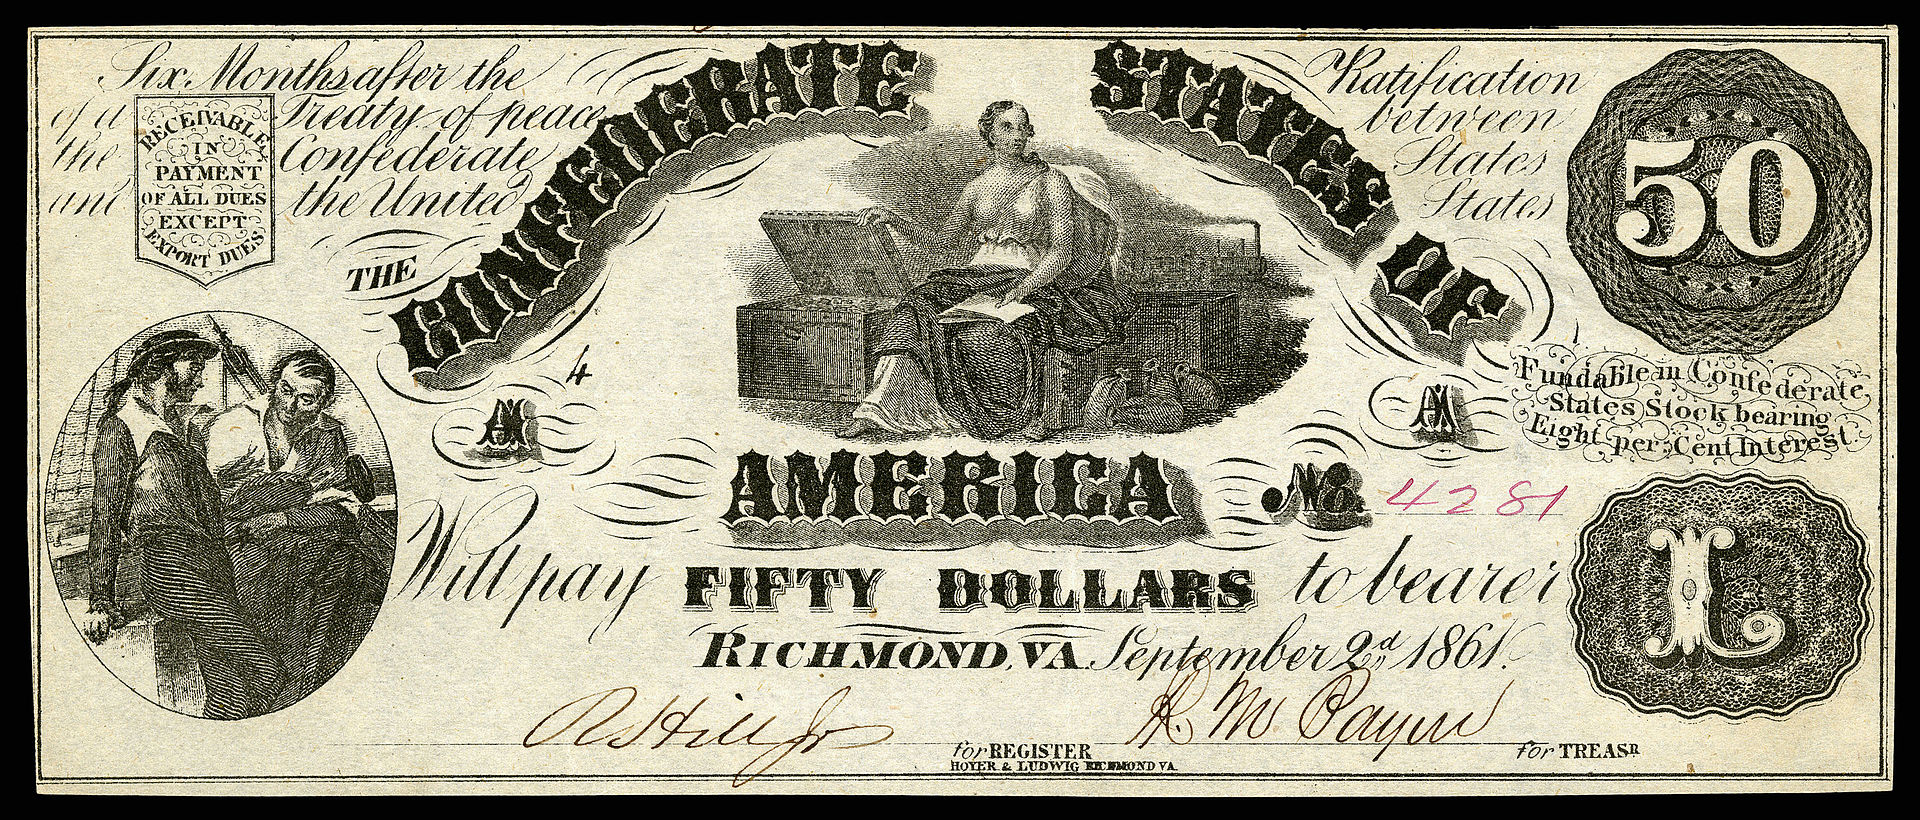 Six Months after the
of a Treaty of peace
the Confederate
and the United
Ratification
between
States
States
RECEIVABLE
IN
PAYMENT
OF ALL DUES
EXCEPT
EXPORT DUES
THE CONFEDERATE STATES OF
AMERICA
50
4
A
A
Fundable in Confederate
States Stock bearing
Eight per Cent Interest
No. 4281
Will pay FIFTY DOLLARS to bearer
L
RICHMOND, VA. September 2d 1861.
R Hill Jr
for REGISTER
for TREASR
HOYER & LUDWIG RICHMOND VA.